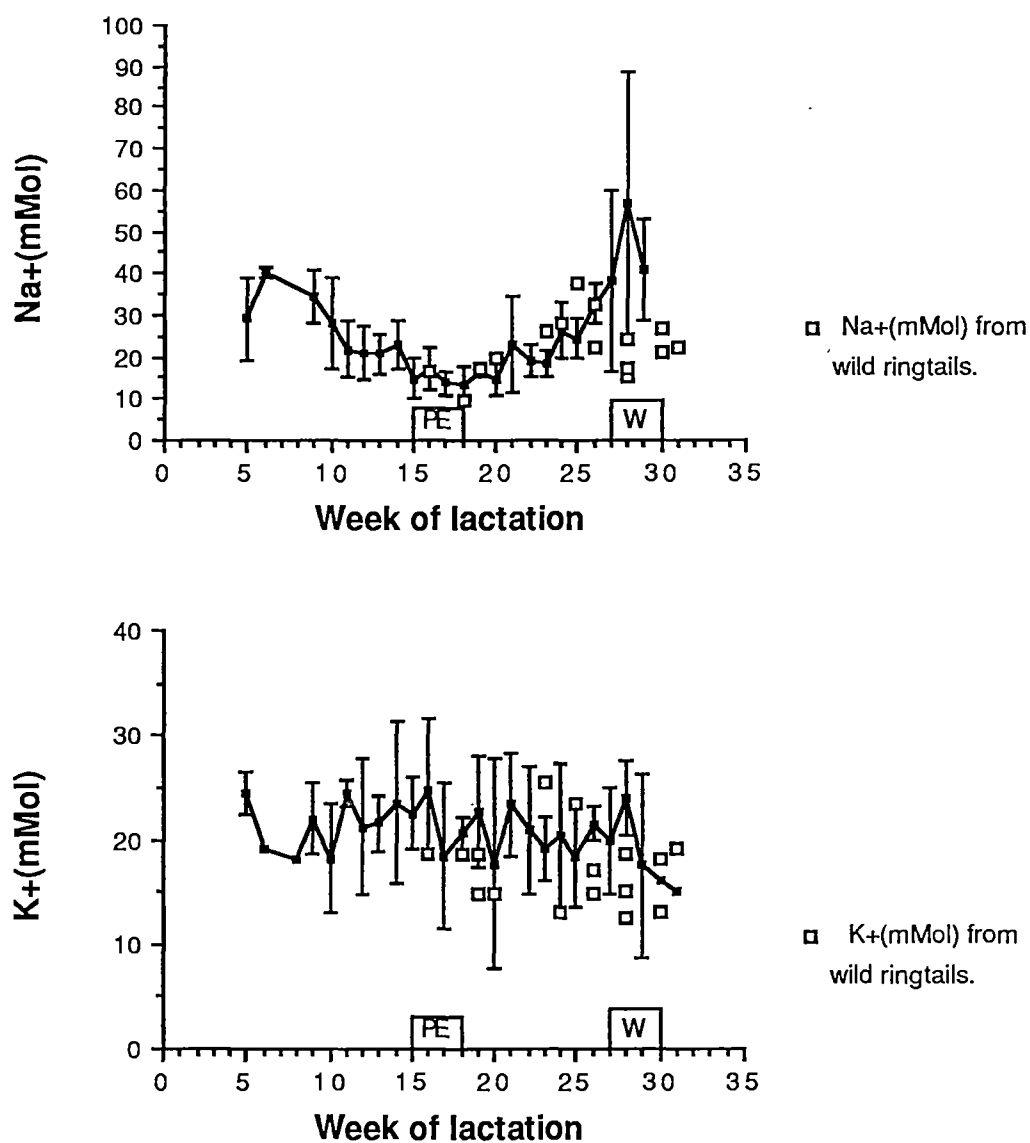 100
90
80
70
60
50
40
30
20
10
0
Na+(mMol)
PE
W
0 5 10 15 20 25 30 35
Week of lactation
Na+(mMol) from
wild ringtails.
40
30
20
10
0
K+(mMol)
PE
W
0 5 10 15 20 25 30 35
Week of lactation
K+(mMol) from
wild ringtails.